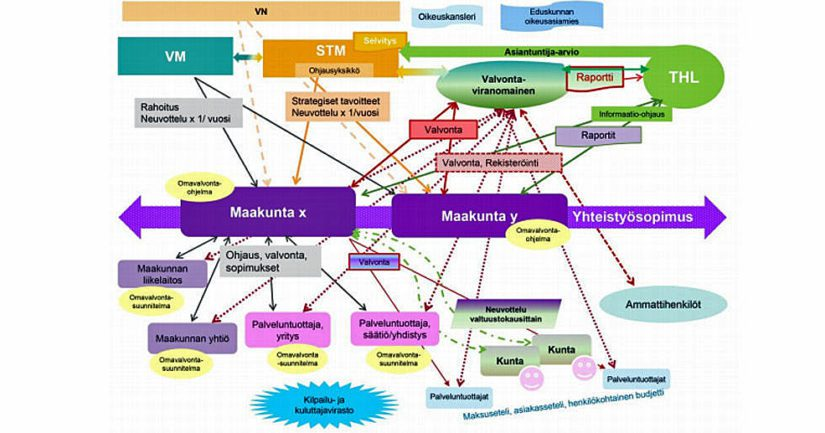 VN
Oikeuskansleri
Eduskunnan
oikeusasiamies
VM
STM
Selvitys
Ohjausyksikkö
Asiantuntija-arvio
Valvonta-
viranomainen
Raportti
THL
Rahoitus
Neuvottelu x 1/ vuosi
Strategiset tavoitteet
Neuvottelu x 1/vuosi
Informaatio-ohjaus
Valvonta
Raportit
Valvonta, Rekisteröinti
Omavalvonta-
ohjelma
Maakunta x
Maakunta y
Yhteistyösopimus
Omavalvonta-
ohjelma
Ohjaus, valvonta,
sopimukset
Valvonta
Maakunnan
liikelaitos
Omavalvonta-
suunnitelma
Ammattihenkilöt
Neuvottelu
valtuustokausittain
Maakunnan yhtiö
Omavalvonta-
suunnitelma
Palveluntuottaja,
yritys
Omavalvonta
-suunnitelma
Palveluntuottaja,
säätiö/yhdistys
Omavalvonta-
suunnitelma
Kunta
Kunta
Kilpailu- ja
kuluttajavirasto
Palveluntuottajat
Palveluntuottajat
Maksuseteli, asiakasseteli, henkilökohtainen budjetti